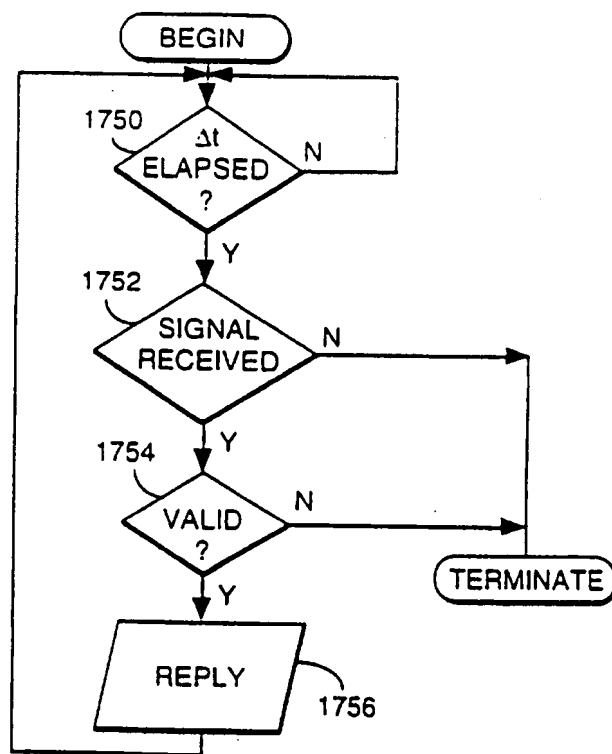 BEGIN
1750
Δt
ELAPSED
?
N
Y
1752
SIGNAL
RECEIVED
N
Y
1754
VALID
?
N
Y
TERMINATE
REPLY
1756